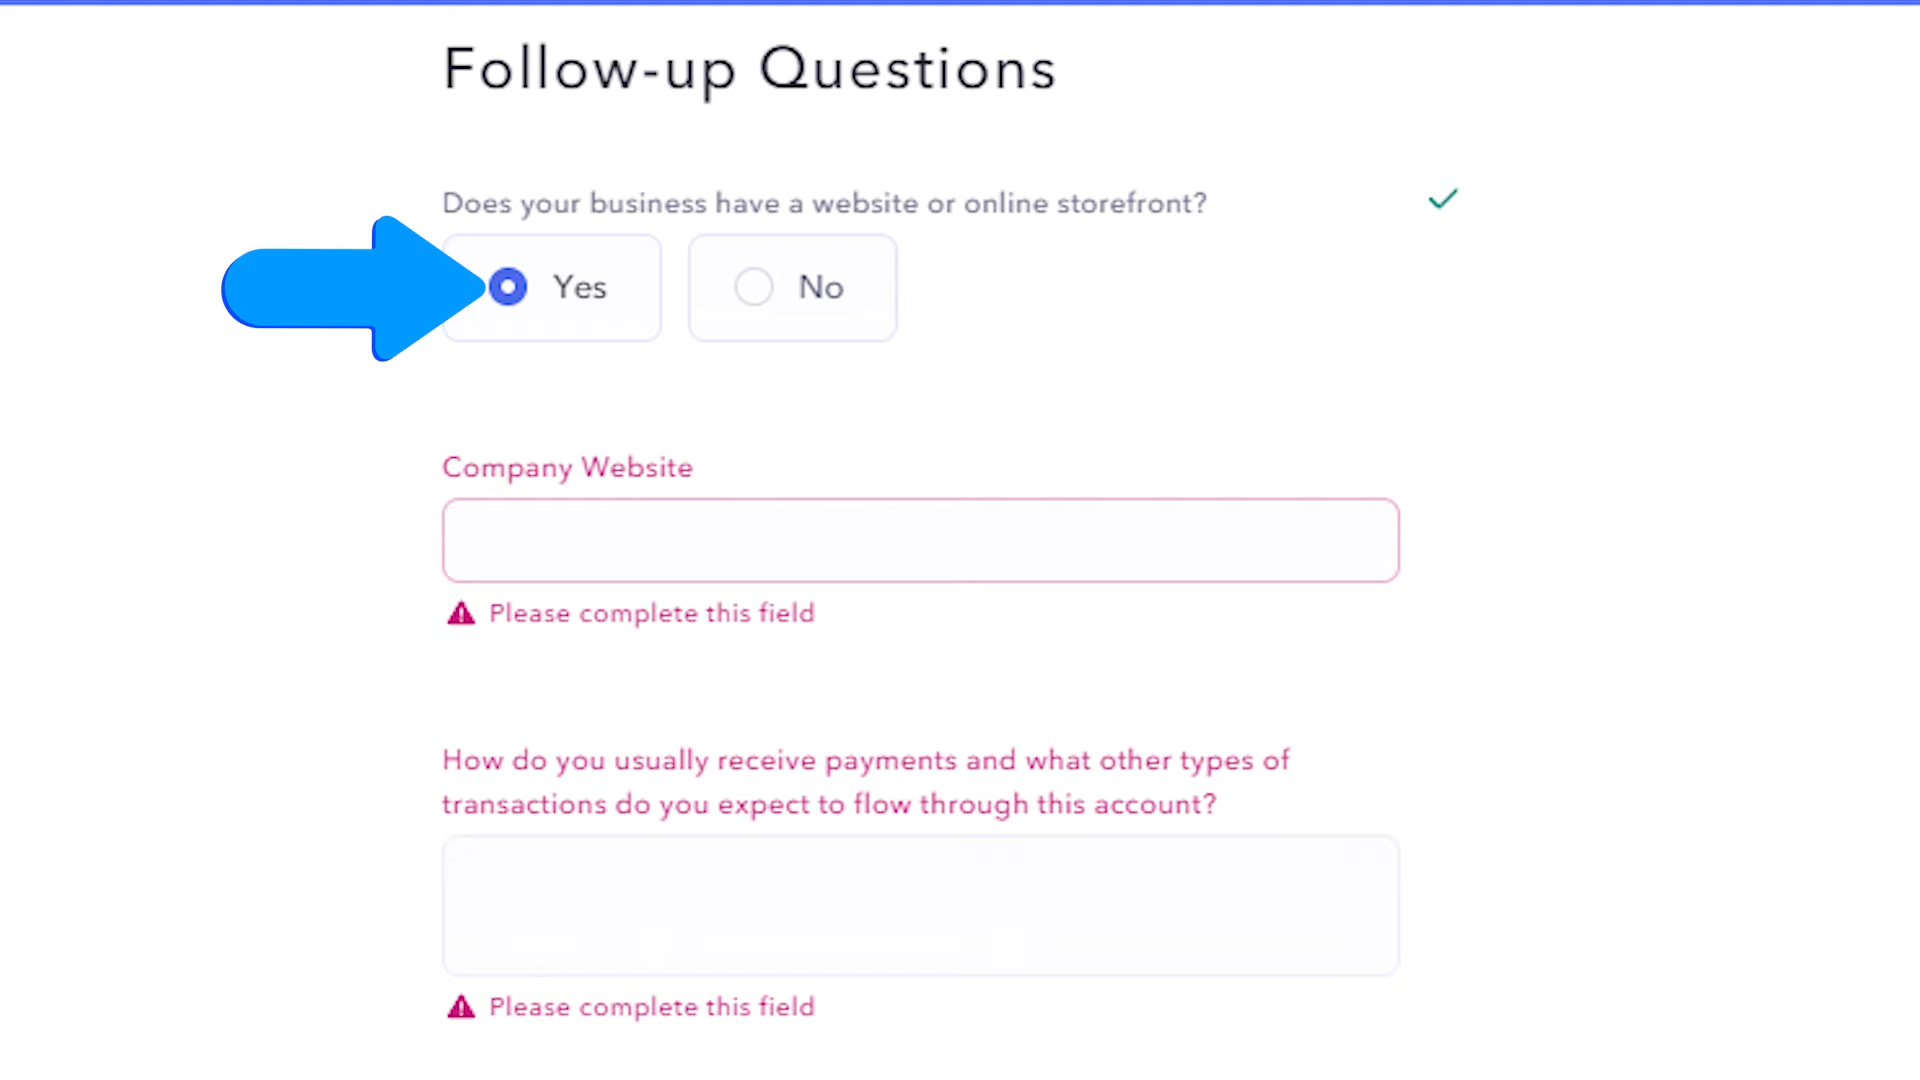 Follow-up Questions
Does your business have a website or online storefront?
Yes
No
Company Website
Please complete this field
How do you usually receive payments and what other types of
transactions do you expect to flow through this account?
Please complete this field